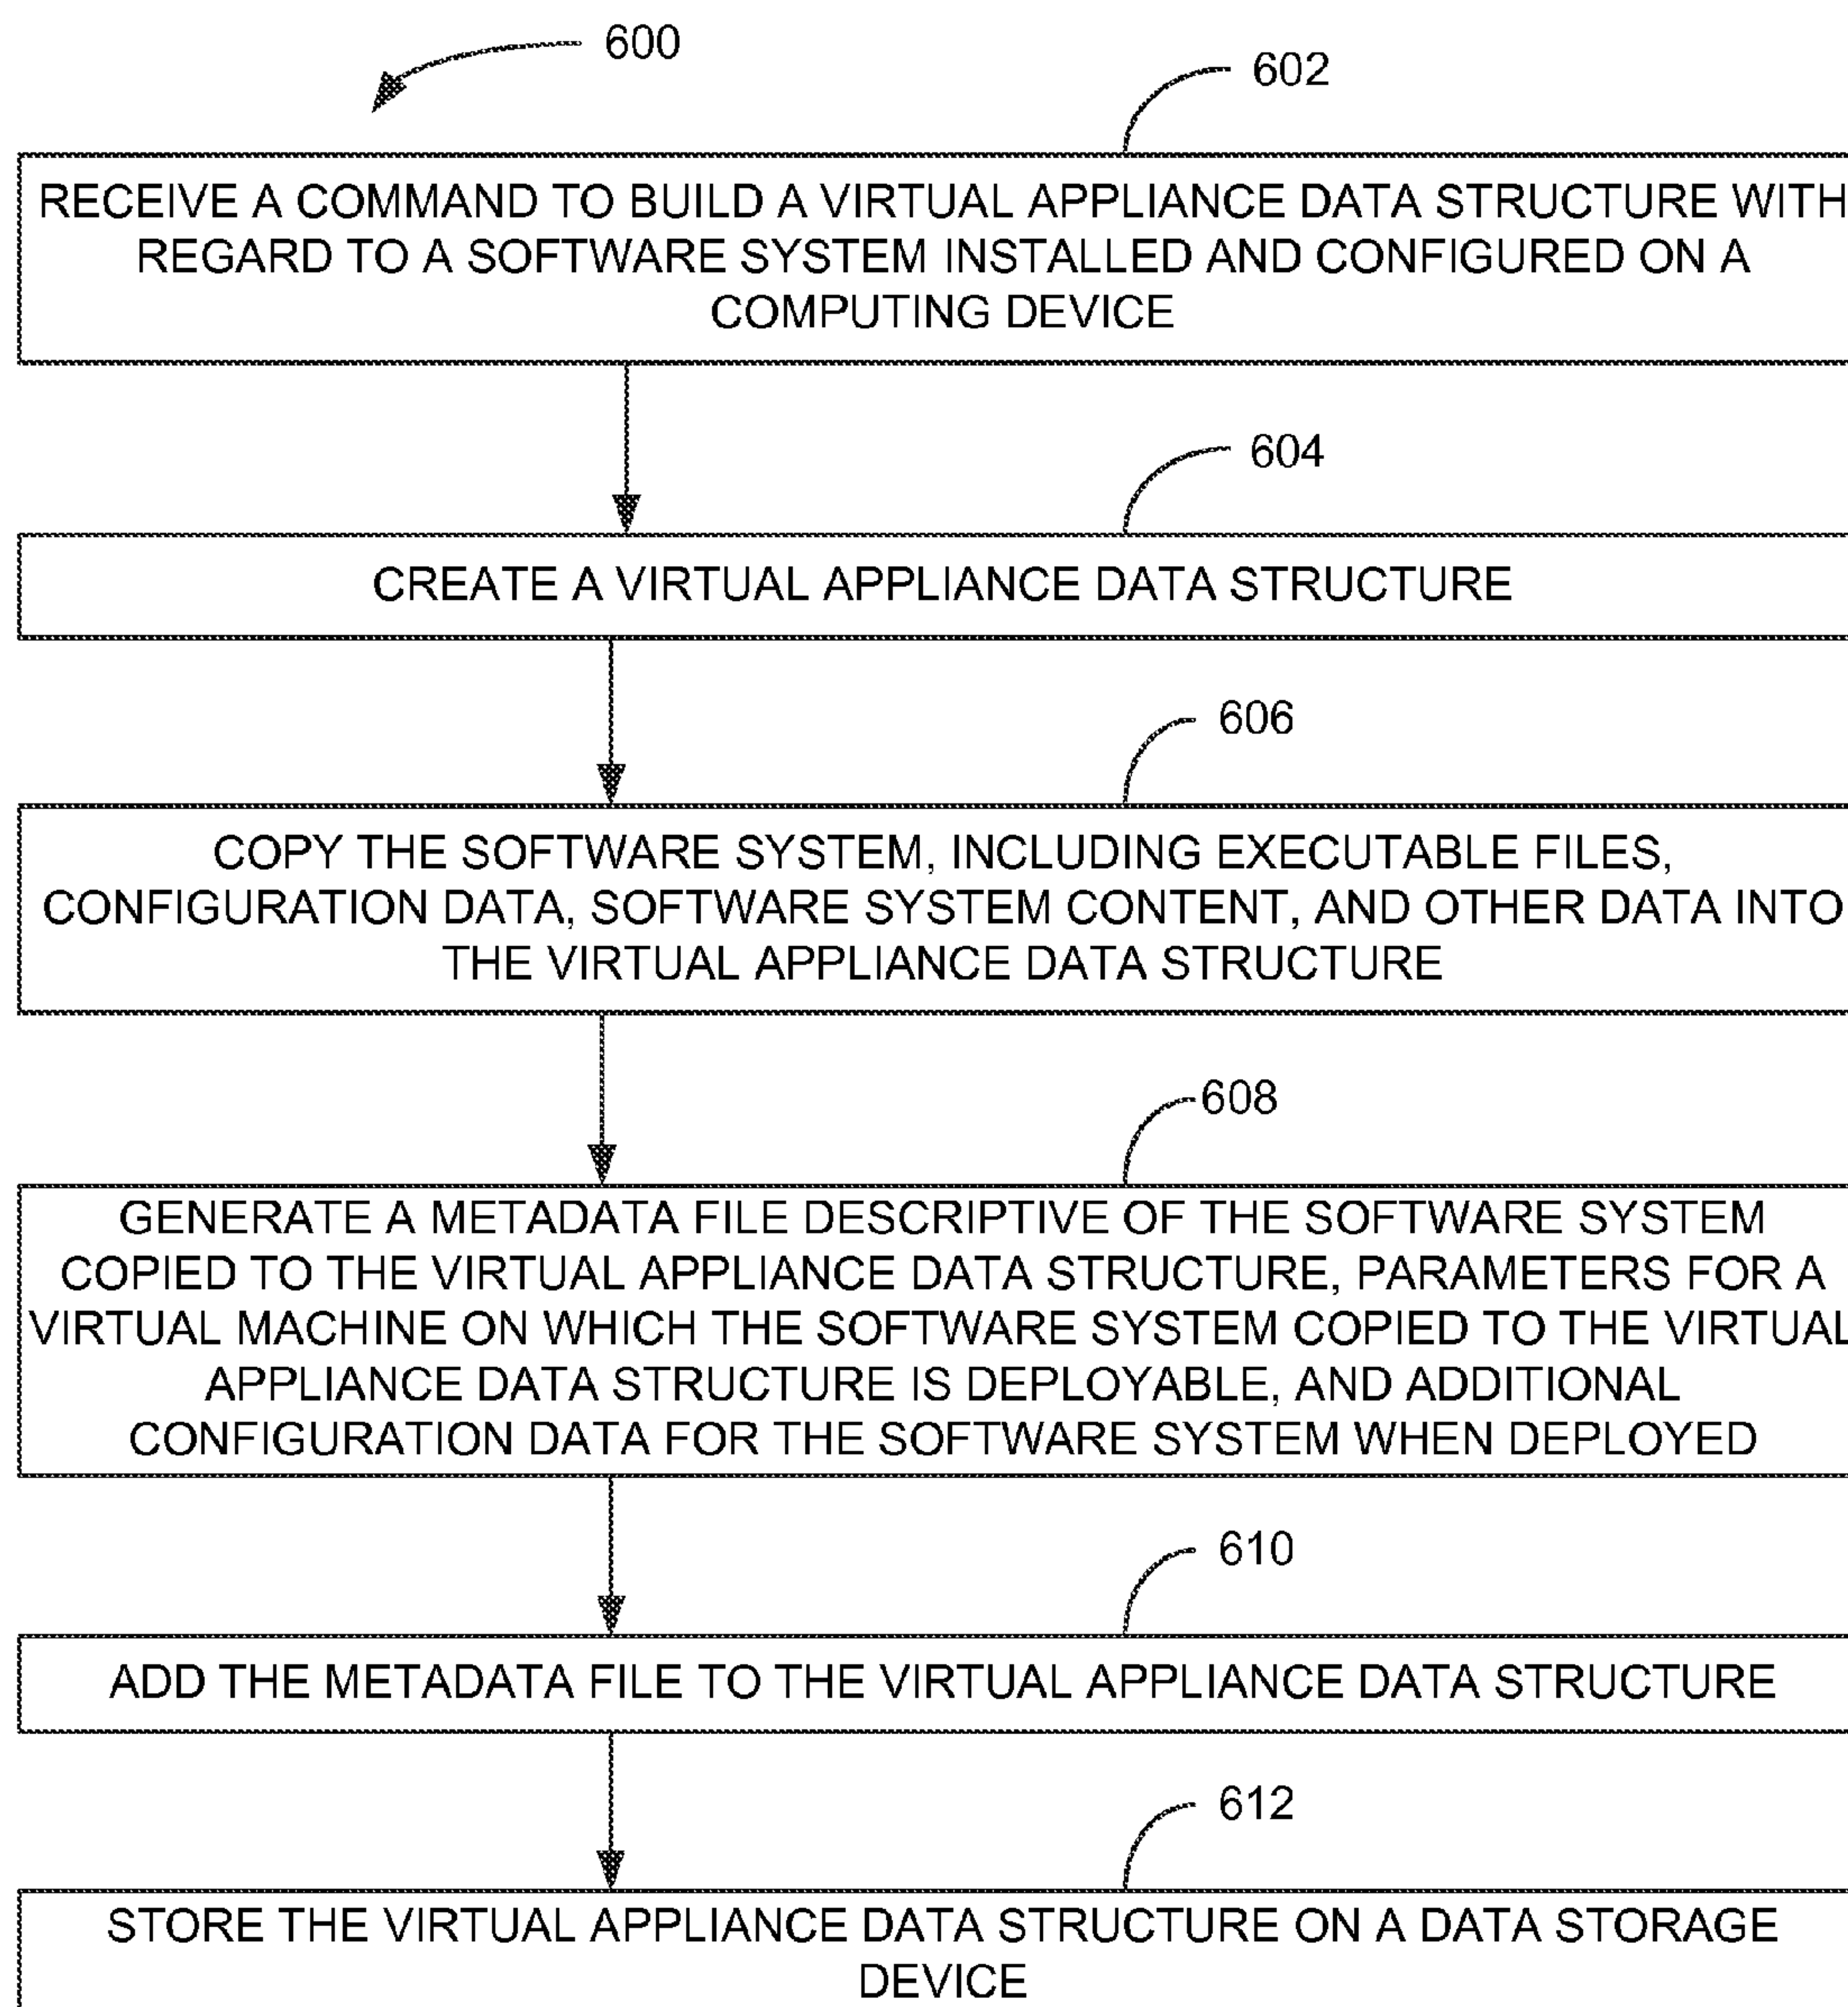 600
602
RECEIVE A COMMAND TO BUILD A VIRTUAL APPLIANCE DATA STRUCTURE WITH
REGARD TO A SOFTWARE SYSTEM INSTALLED AND CONFIGURED ON A
COMPUTING DEVICE
604
CREATE A VIRTUAL APPLIANCE DATA STRUCTURE
606
COPY THE SOFTWARE SYSTEM, INCLUDING EXECUTABLE FILES,
CONFIGURATION DATA, SOFTWARE SYSTEM CONTENT, AND OTHER DATA INTO
THE VIRTUAL APPLIANCE DATA STRUCTURE
608
GENERATE A METADATA FILE DESCRIPTIVE OF THE SOFTWARE SYSTEM
COPIED TO THE VIRTUAL APPLIANCE DATA STRUCTURE, PARAMETERS FOR A
VIRTUAL MACHINE ON WHICH THE SOFTWARE SYSTEM COPIED TO THE VIRTUAL
APPLIANCE DATA STRUCTURE IS DEPLOYABLE, AND ADDITIONAL
CONFIGURATION DATA FOR THE SOFTWARE SYSTEM WHEN DEPLOYED
610
ADD THE METADATA FILE TO THE VIRTUAL APPLIANCE DATA STRUCTURE
612
STORE THE VIRTUAL APPLIANCE DATA STRUCTURE ON A DATA STORAGE
DEVICE